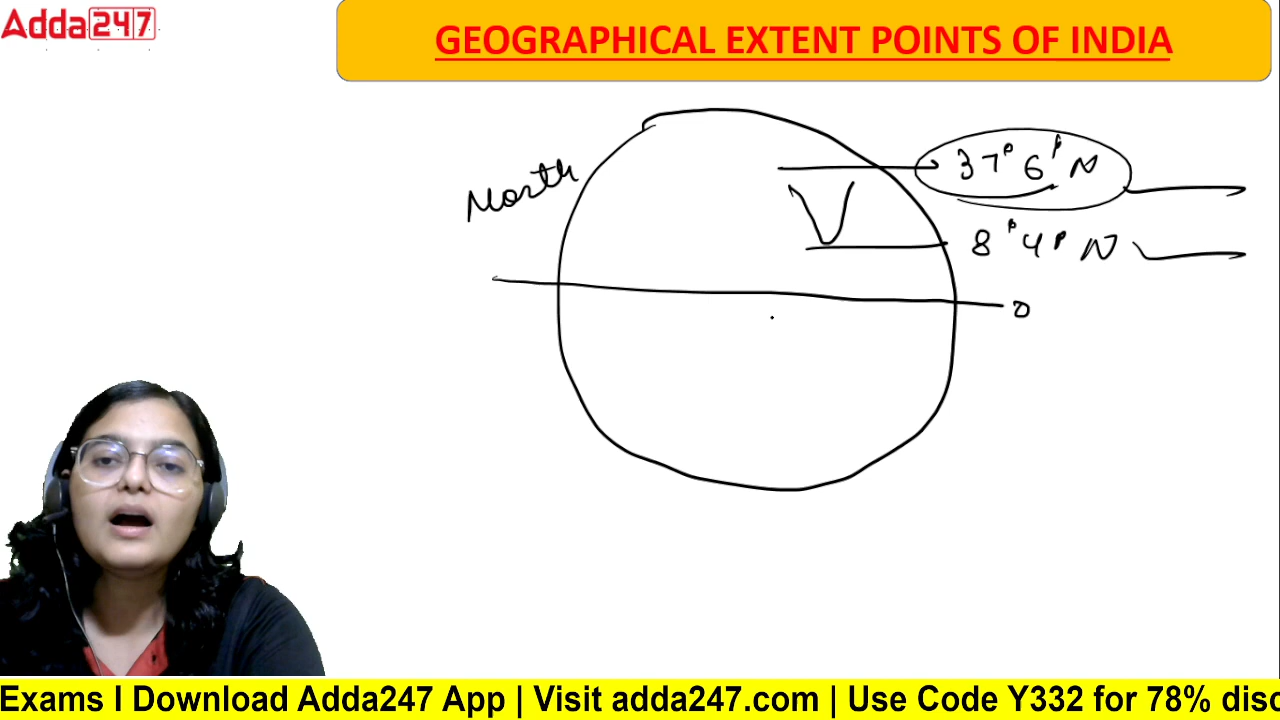 Adda247
GEOGRAPHICAL EXTENT POINTS OF INDIA
North
37° 6' N
8° 4' N
0
Exams I Download Adda247 App | Visit adda247.com | Use Code Y332 for 78% disc